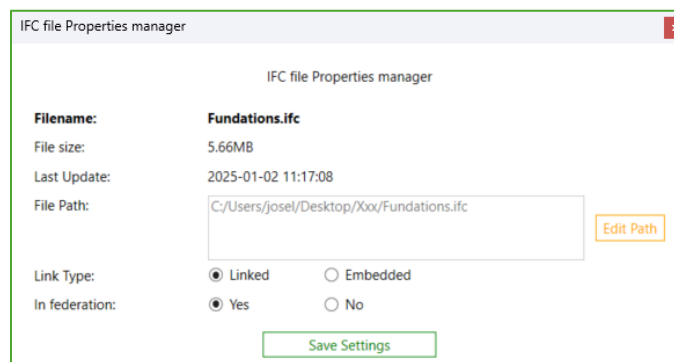 IFC file Properties manager
IFC file Properties manager
Filename: Fundations.ifc
File size: 5.66MB
Last Update: 2025-01-02 11:17:08
File Path: C:/Users/josel/Desktop/Xxx/Fundations.ifc
Edit Path
Link Type: Linked Embedded
In federation: Yes No
Save Settings